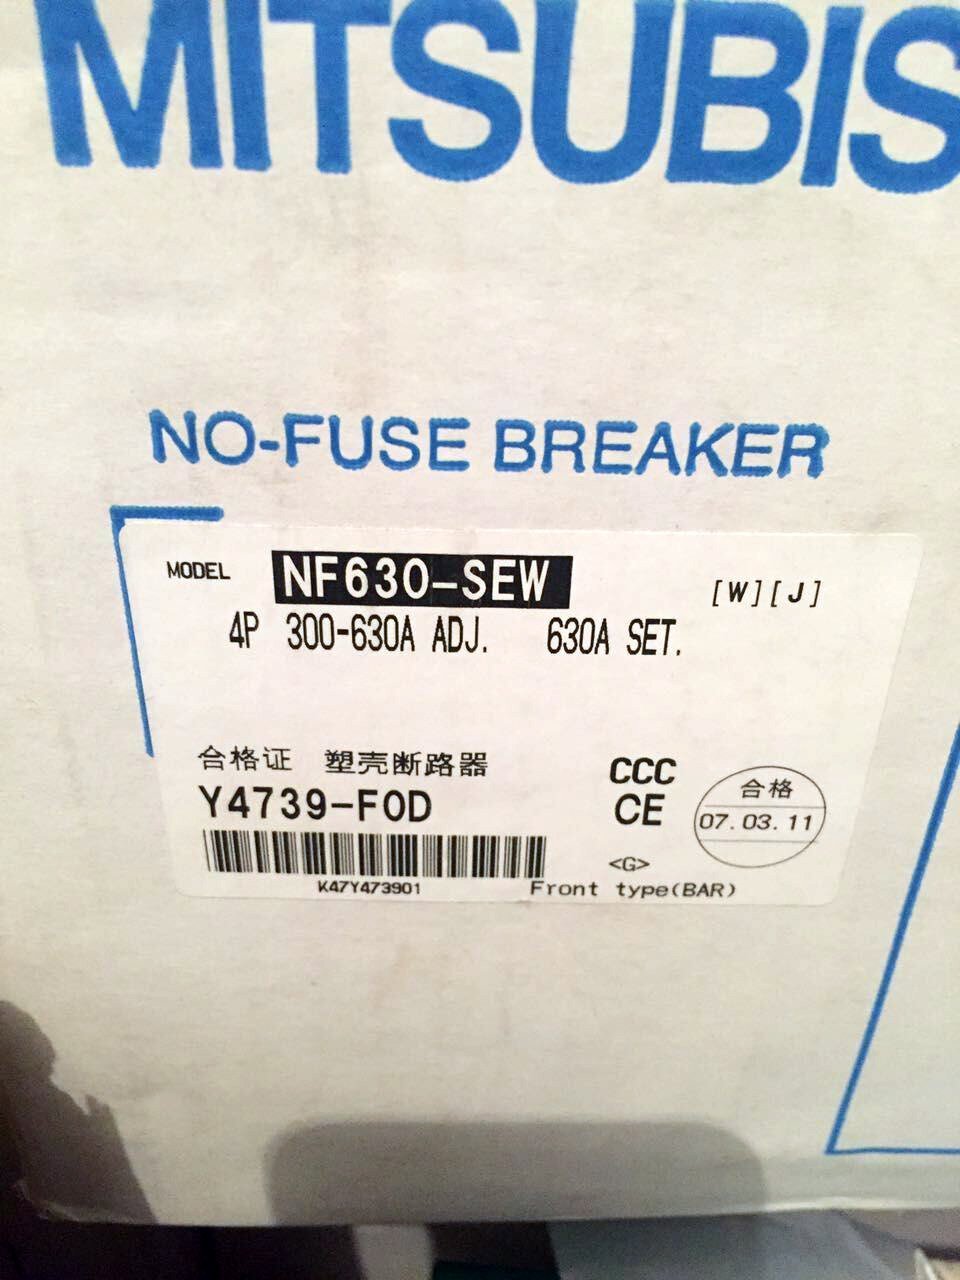 MITSUBIS
NO-FUSE BREAKER
MODEL NF630-SEW [W][J]
4P 300-630A ADJ. 630A SET.
合格证 塑壳断路器
Y4739-F0D
K47Y473901
CCC
CE
合格
07.03.11
<G>
Front type(BAR)